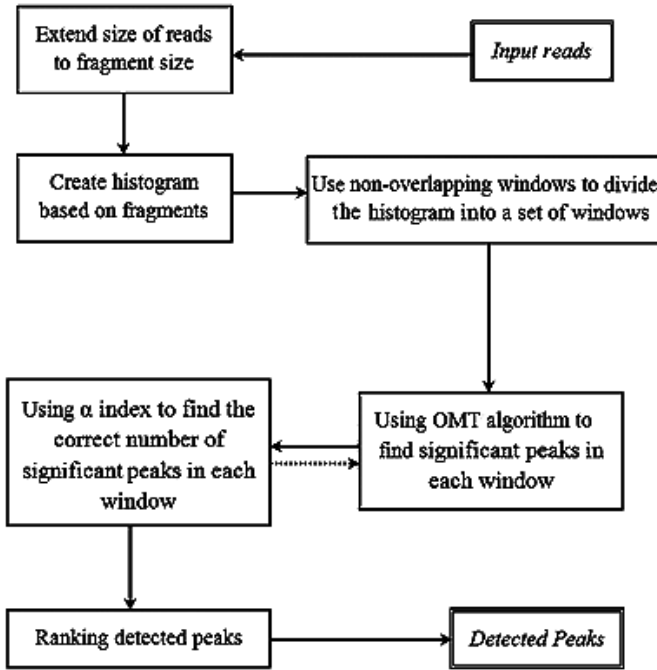 Extend size of reads
to fragment size
Input reads
Create histogram
based on fragments
Use non-overlapping windows to divide
the histogram into a set of windows
Using α index to find the
correct number of
significant peaks in each
window
Using OMT algorithm to
find significant peaks in
each window
Ranking detected peaks
Detected Peaks